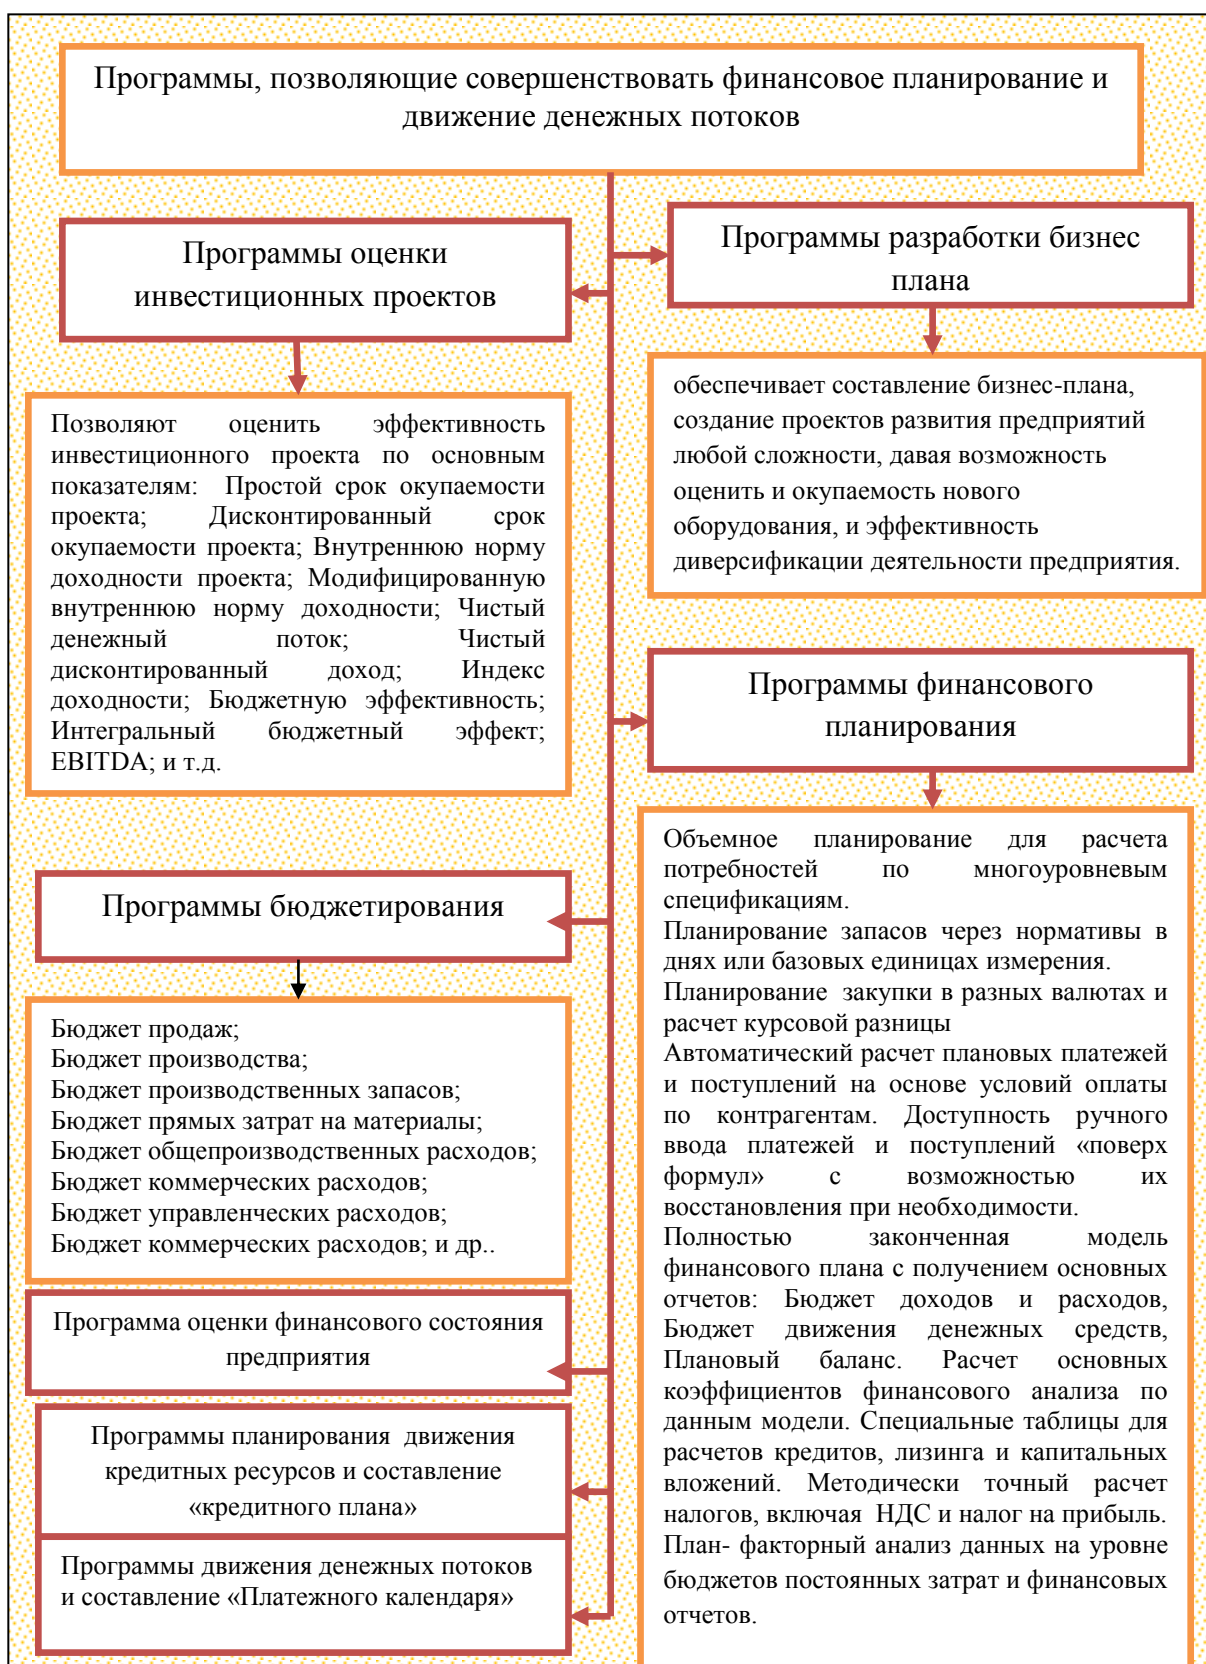 Программы, позволяющие совершенствовать финансовое планирование и
движение денежных потоков
Программы оценки
инвестиционных проектов
Программы разработки бизнес
плана
Позволяют оценить эффективность
инвестиционного проекта по основным
показателям: Простой срок окупаемости
проекта; Дисконтированный срок
окупаемости проекта; Внутреннюю норму
доходности проекта; Модифицированную
внутреннюю норму доходности; Чистый
денежный поток; Чистый
дисконтированный доход; Индекс
доходности; Бюджетную эффективность;
Интегральный бюджетный эффект;
EBITDA; и т.д.
обеспечивает составление бизнес-плана,
создание проектов развития предприятий
любой сложности, давая возможность
оценить и окупаемость нового
оборудования, и эффективность
диверсификации деятельности предприятия.
Программы финансового
планирования
Программы бюджетирования
Бюджет продаж;
Бюджет производства;
Бюджет производственных запасов;
Бюджет прямых затрат на материалы;
Бюджет общепроизводственных расходов;
Бюджет коммерческих расходов;
Бюджет управленческих расходов;
Бюджет коммерческих расходов; и др..
Объемное планирование для расчета
потребностей по многоуровневым
спецификациям.
Планирование запасов через нормативы в
днях или базовых единицах измерения.
Планирование закупки в разных валютах и
расчет курсовой разницы
Автоматический расчет плановых платежей
и поступлений на основе условий оплаты
по контрагентам. Доступность ручного
ввода платежей и поступлений «поверх
формул» с возможностью их
восстановления при необходимости.
Полностью законченная модель
финансового плана с получением основных
отчетов: Бюджет доходов и расходов,
Бюджет движения денежных средств,
Плановый баланс. Расчет основных
коэффициентов финансового анализа по
данным модели. Специальные таблицы для
расчетов кредитов, лизинга и капитальных
вложений. Методически точный расчет
налогов, включая НДС и налог на прибыль.
План- факторный анализ данных на уровне
бюджетов постоянных затрат и финансовых
отчетов.
Программа оценки финансового состояния
предприятия
Программы планирования движения
кредитных ресурсов и составление
«кредитного плана»
Программы движения денежных потоков
и составление «Платежного календаря»